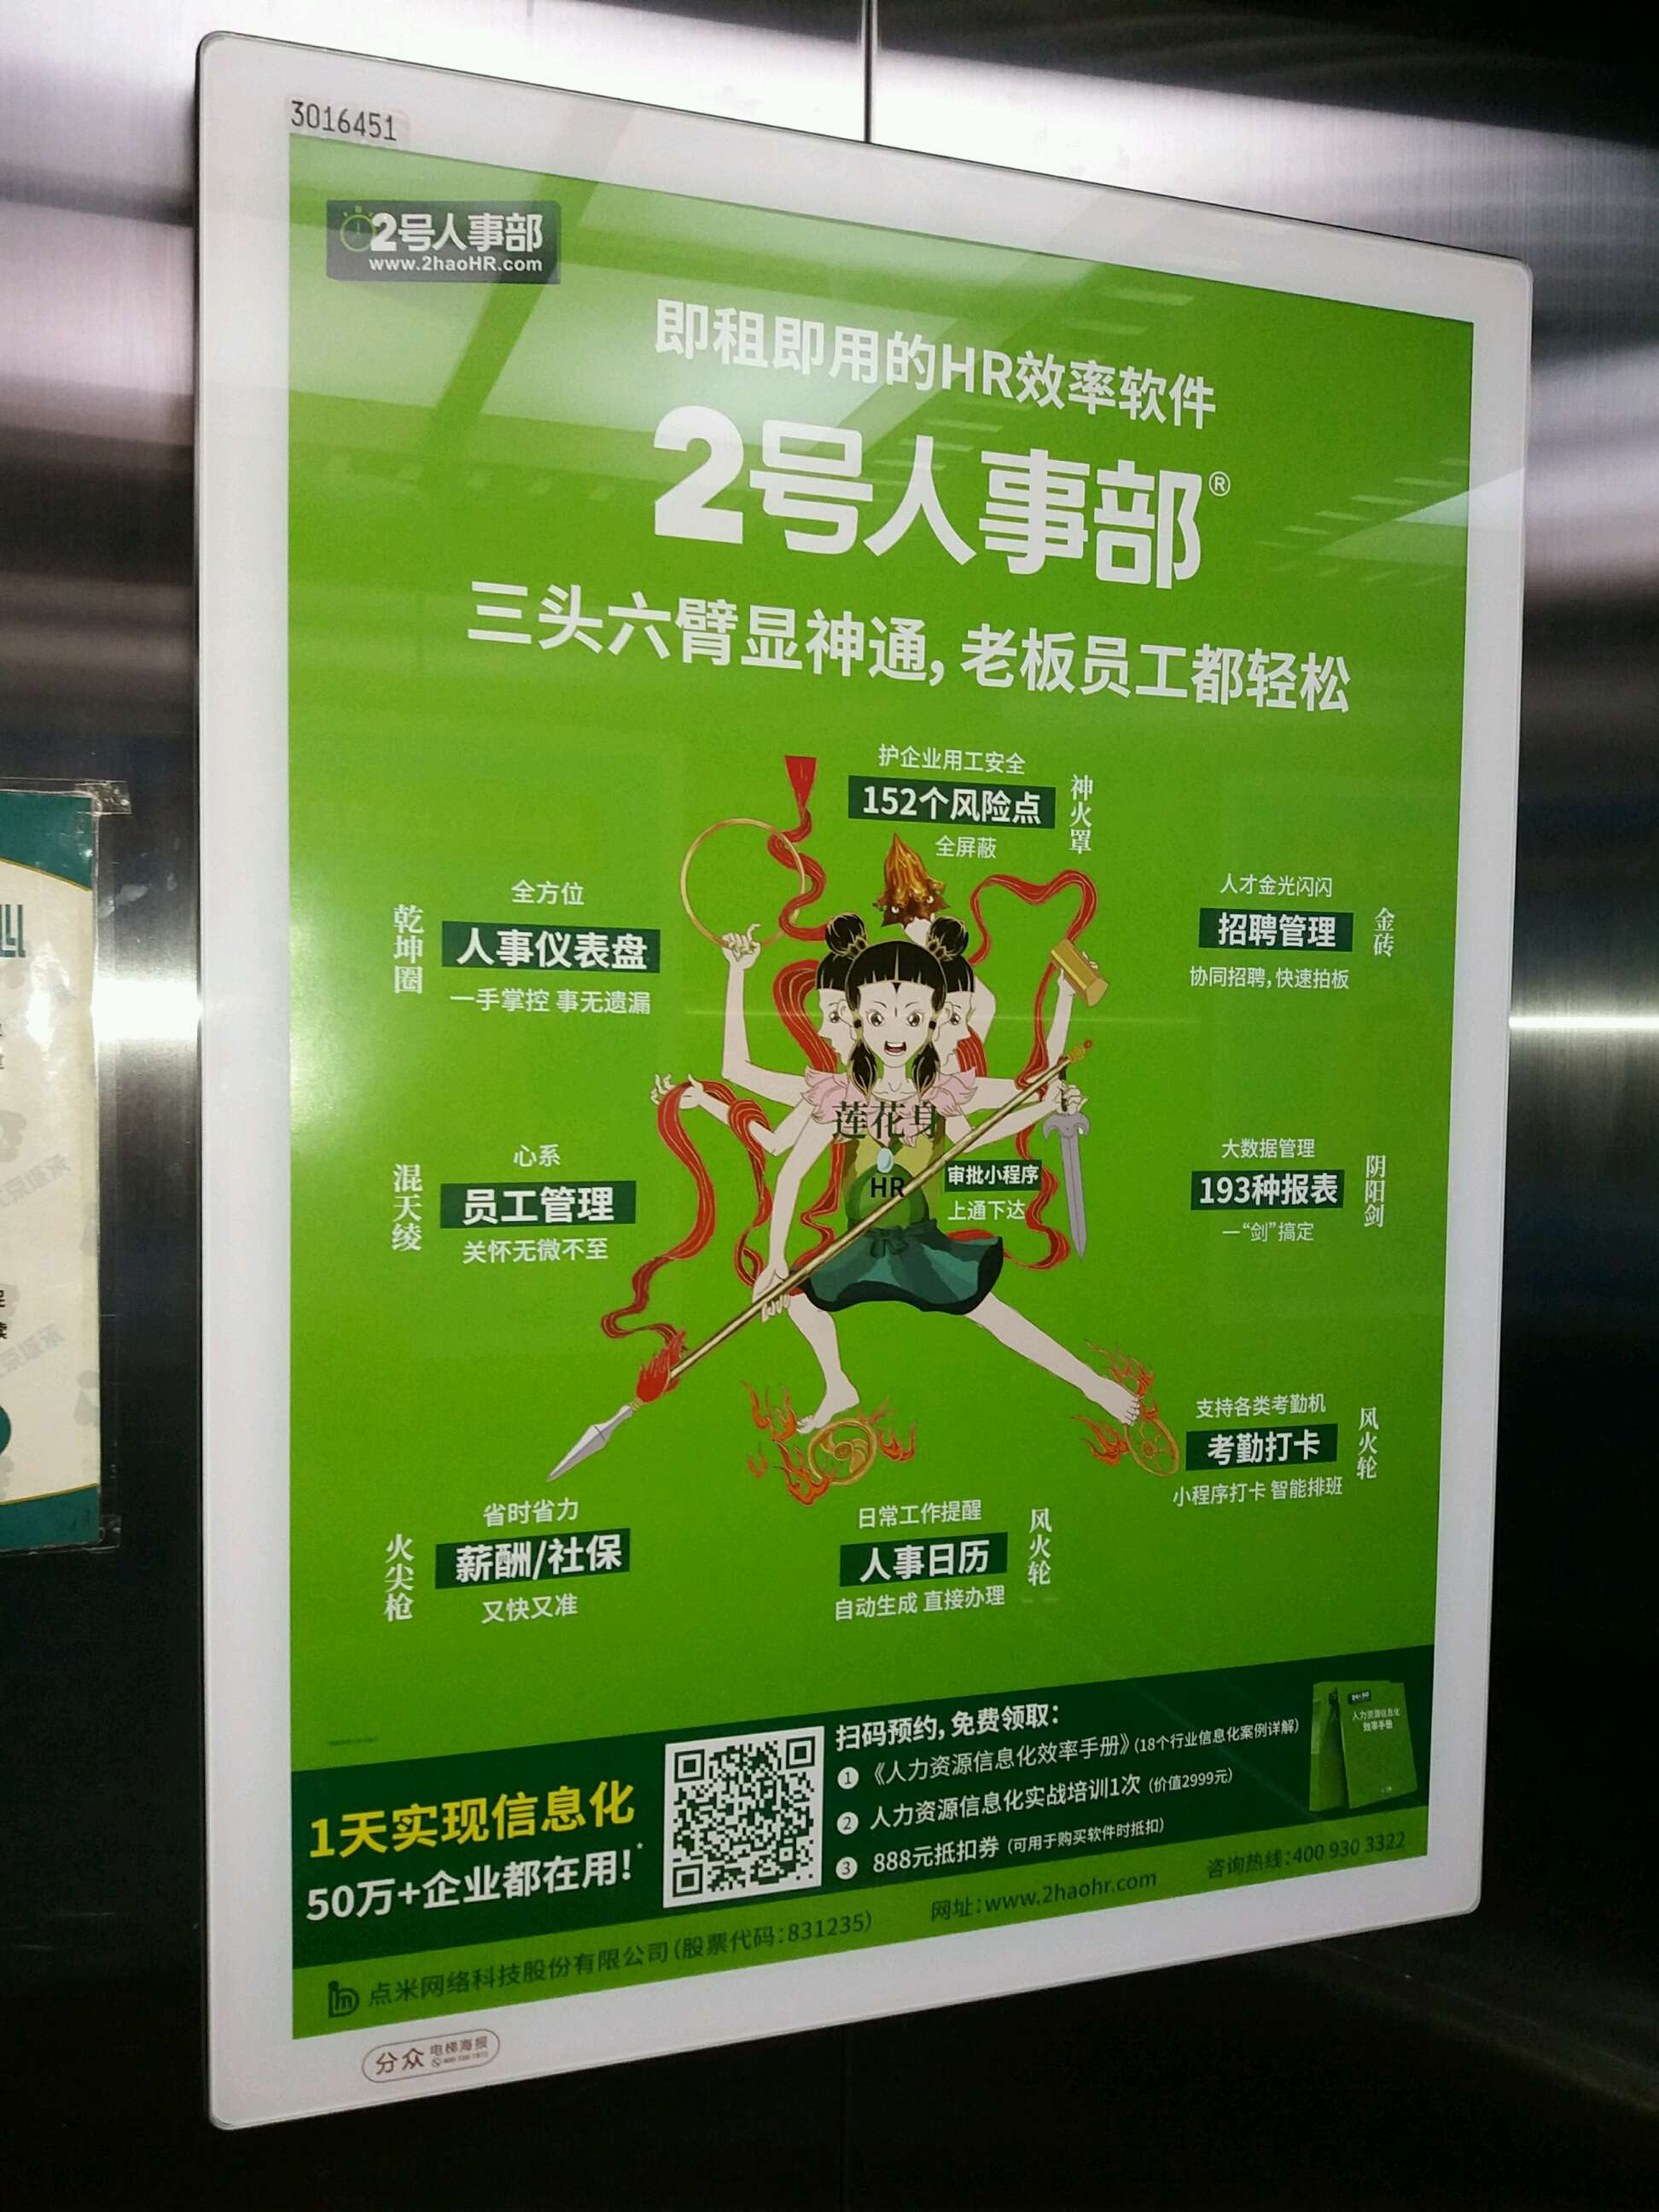 3016451
2号人事部
www.2haoHR.com
即租即用的HR效率软件
2号人事部®
三头六臂显神通，老板员工都轻松
护企业用工安全
152个风险点
全屏蔽
神火罩
全方位
人事仪表盘
一手掌控 事无遗漏
乾坤圈
人才金光闪闪
招聘管理
协同招聘，快速拍板
金砖
莲花身
HR
审批小程序
上通下达
心系
员工管理
关怀无微不至
混天绫
大数据管理
193种报表
一“剑”搞定
阴阳剑
支持各类考勤机
考勤打卡
小程序打卡 智能排班
风火轮
省时省力
薪酬/社保
又快又准
火尖枪
日常工作提醒
人事日历
自动生成 直接办理
风火轮
1天实现信息化
50万+企业都在用！*
扫码预约，免费领取：
① 《人力资源信息化效率手册》（18个行业信息化案例详解）
② 人力资源信息化实战培训1次（价值2999元）
③ 888元抵扣券（可用于购买软件时抵扣）
人力资源信息化
效率手册
点米网络科技股份有限公司（股票代码：831235）
网址：www.2haohr.com
咨询热线：400 930 3322
分众
电梯海报